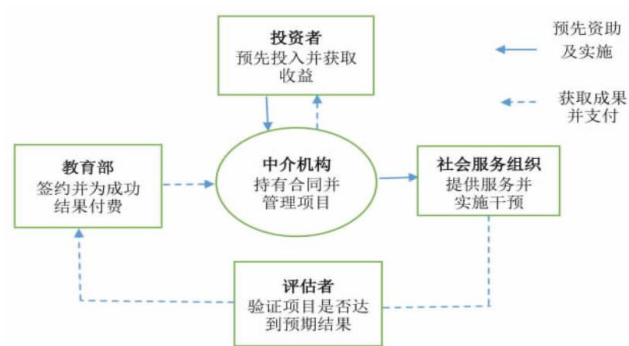 投资者
预先投入并获取
收益
预先资助
及实施
获取成果
并支付
教育部
签约并为成功
结果付费
中介机构
持有合同并
管理项目
社会服务组织
提供服务并
实施干预
评估者
验证项目是否达
到预期结果